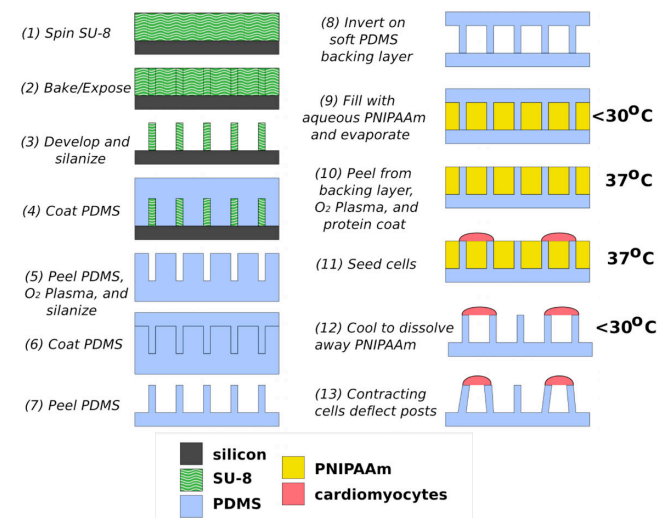 (1) Spin SU-8
(2) Bake/Expose
(3) Develop and
silanize
(4) Coat PDMS
(5) Peel PDMS,
O₂ Plasma, and
silanize
(6) Coat PDMS
(7) Peel PDMS
(8) Invert on
soft PDMS
backing layer
(9) Fill with
aqueous PNIPAAm
and evaporate
<30°C
(10) Peel from
backing layer,
O₂ Plasma, and
protein coat
37°C
(11) Seed cells
37°C
(12) Cool to dissolve
away PNIPAAm
<30°C
(13) Contracting
cells deflect posts
silicon
SU-8
PDMS
PNIPAAm
cardiomyocytes